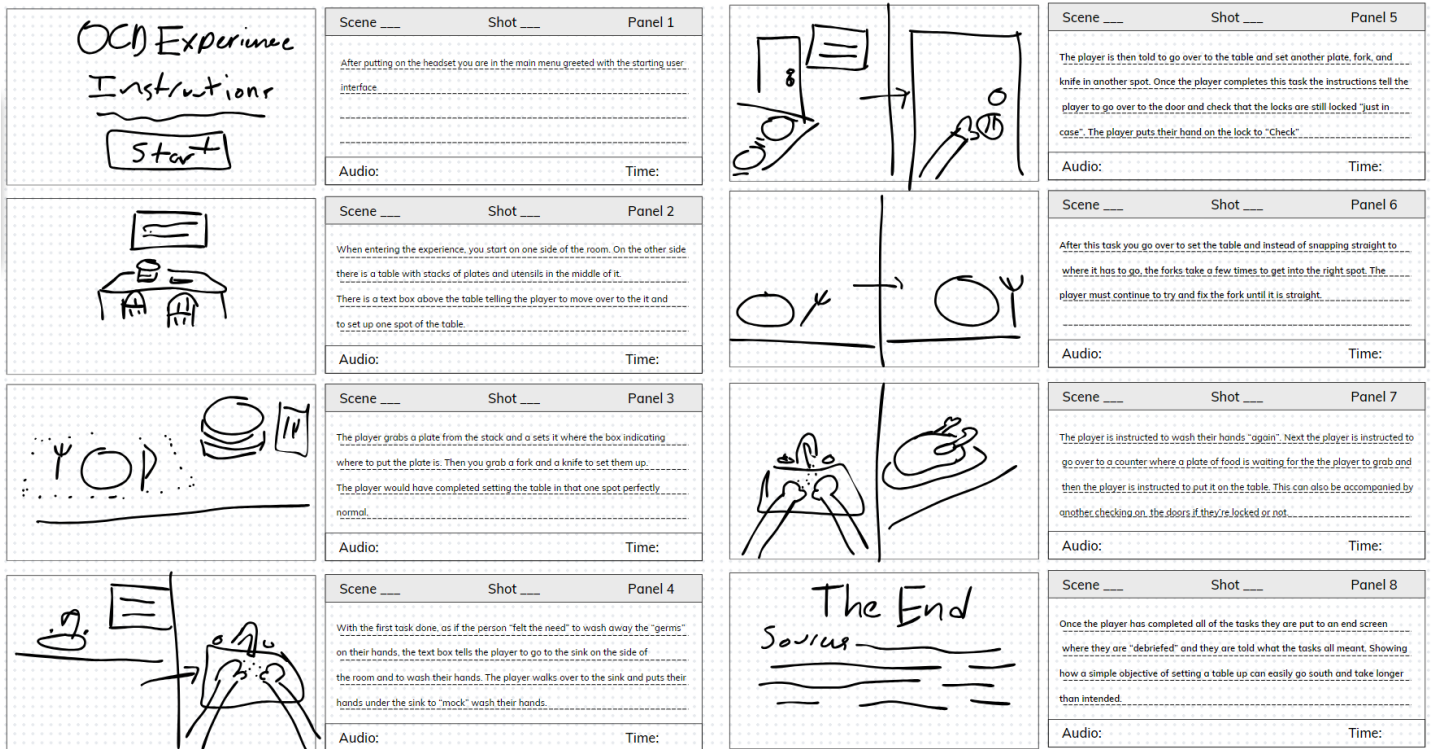 OCD Experience
Instructions
Start
Scene ___ Shot ___ Panel 1
After putting on the headset you are in the main menu greeted with the starting user
interface.
Audio: Time:
Scene ___ Shot ___ Panel 2
When entering the experience, you start on one side of the room. On the other side
there is a table with stacks of plates and utensils in the middle of it.
There is a text box above the table telling the player to move over to the it and
to set up one spot of the table.
Audio: Time:
Scene ___ Shot ___ Panel 3
The player grabs a plate from the stack and a sets it where the box indicating
where to put the plate is. Then you grab a fork and a knife to set them up.
The player would have completed setting the table in that one spot perfectly
normal.
Audio: Time:
Scene ___ Shot ___ Panel 4
With the first task done, as if the person "felt the need" to wash away the "germs"
on their hands, the text box tells the player to go to the sink on the side of
the room and to wash their hands. The player walks over to the sink and puts their
hands under the sink to "mock" wash their hands.
Audio: Time:
Scene ___ Shot ___ Panel 5
The player is then told to go over to the table and set another plate, fork, and
knife in another spot. Once the player completes this task the instructions tell the
player to go over to the door and check that the locks are still locked "just in
case". The player puts their hand on the lock to "Check"
Audio: Time:
Scene ___ Shot ___ Panel 6
After this task you go over to set the table and instead of snapping straight to
where it has to go, the forks take a few times to get into the right spot. The
player must continue to try and fix the fork until it is straight.
Audio: Time:
Scene ___ Shot ___ Panel 7
The player is instructed to wash their hands "again". Next the player is instructed to
go over to a counter where a plate of food is waiting for the the player to grab and
then the player is instructed to put it on the table. This can also be accompanied by
another checking on, the doors if they're locked or not.
Audio: Time:
The End
Scene ___ Shot ___ Panel 8
Once the player has completed all of the tasks they are put to an end screen
where they are "debriefed" and they are told what the tasks all meant. Showing
how a simple objective of setting a table up can easily go south and take longer
than intended.
Audio: Time: